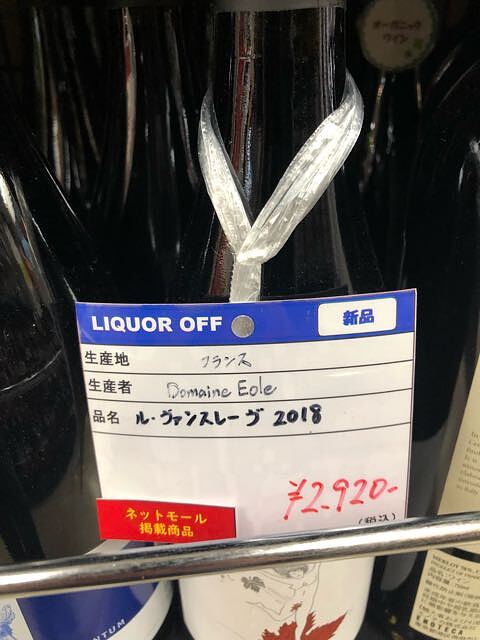 オーガニック
ワイン
LIQUOR OFF
新品
生産地 フランス
生産者 Domaine Eole
品名 ル・ヴァンスレーヴ 2018
¥2,920-
(税込)
ネットモール
掲載商品
NTUM